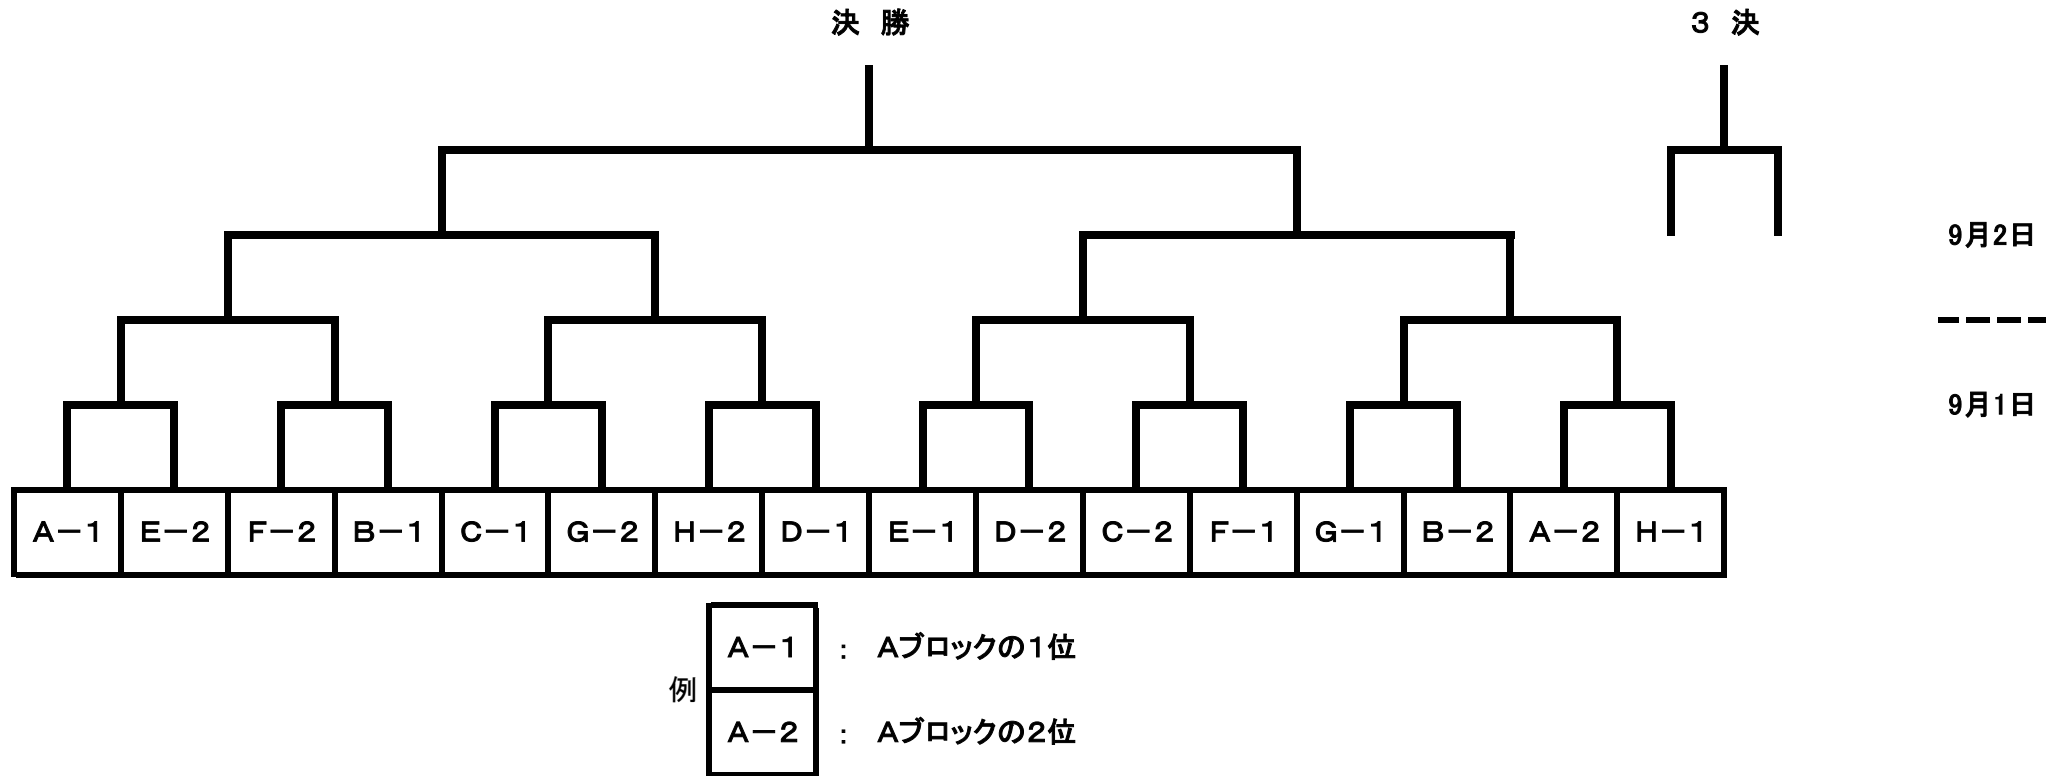 決 勝
３ 決
9月2日
9月1日
Ａ－１ Ｅ－２ Ｆ－２ Ｂ－１ Ｃ－１ Ｇ－２ Ｈ－２ Ｄ－１ Ｅ－１ Ｄ－２ Ｃ－２ Ｆ－１ Ｇ－１ Ｂ－２ Ａ－２ Ｈ－１
Ａ－１ ： Ａブロックの１位
例
Ａ－２ ： Ａブロックの２位